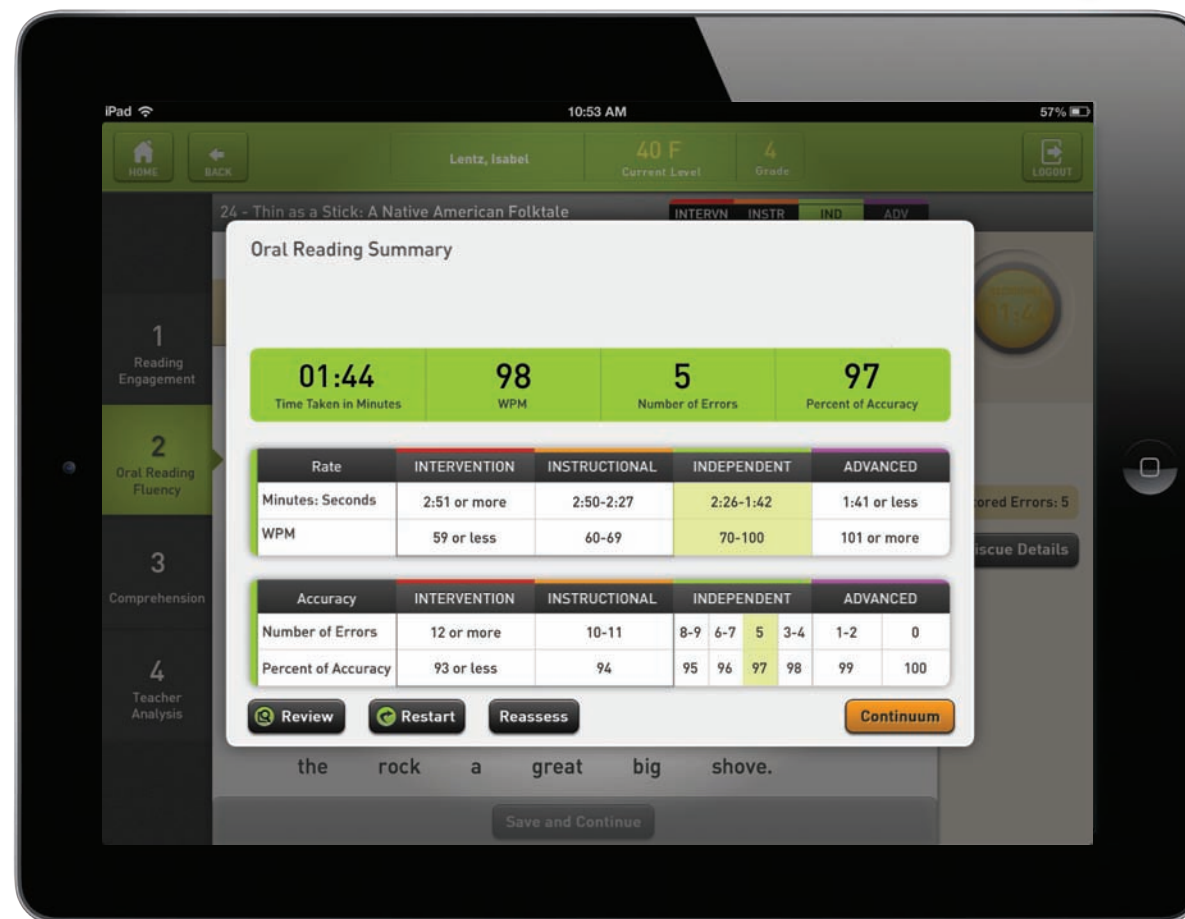 iPad 10:53 AM 57%
HOME BACK Lentz, Isabel 40 F Current Level 4 Grade LOGOUT
24 - Thin as a Stick: A Native American Folktale INTERVN INSTR IND ADV
Oral Reading Summary
1
Reading
Engagement
2
Oral Reading
Fluency
3
Comprehension
4
Teacher
Analysis
01:44 98 5 97
Time Taken in Minutes WPM Number of Errors Percent of Accuracy
Rate INTERVENTION INSTRUCTIONAL INDEPENDENT ADVANCED
Minutes: Seconds 2:51 or more 2:50-2:27 2:26-1:42 1:41 or less
WPM 59 or less 60-69 70-100 101 or more
Accuracy INTERVENTION INSTRUCTIONAL INDEPENDENT ADVANCED
Number of Errors 12 or more 10-11 8-9 6-7 5 3-4 1-2 0
Percent of Accuracy 93 or less 94 95 96 97 98 99 100
Review Restart Reassess Continuum
Errors: 5
Details
the rock a great big shove.
Save and Continue